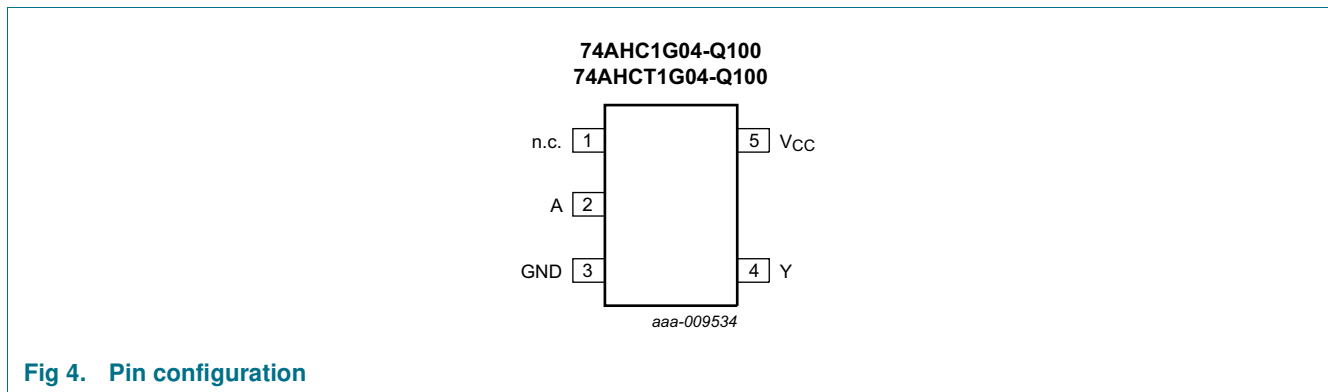 74AHC1G04-Q100
74AHCT1G04-Q100
n.c. 1
5 VCC
A 2
GND 3
4 Y
aaa-009534
Fig 4. Pin configuration